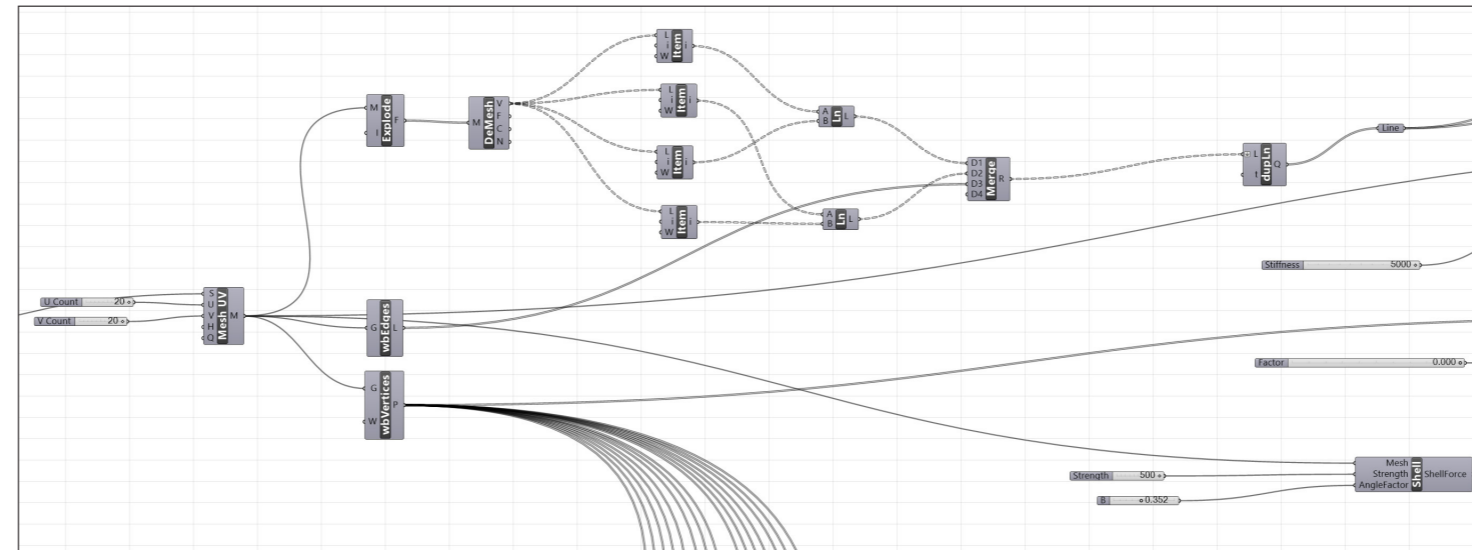 L
i
W
Item
i
L
i
W
Item
i
M
I
Explode
F
M
DeMesh
V
F
C
N
A
B
Ln
L
Line
L
i
W
Item
i
D1
D2
D3
D4
Merge
R
L
t
dupLn
Q
L
i
W
Item
i
A
B
Ln
L
Stiffness 5000
U Count 20
V Count 20
S
U
V
H
Q
Mesh UV
M
G
wbEdges
L
Factor 0.000
G
W
wbVertices
P
Strength 500
B 0.352
Mesh
Strength
AngleFactor
Shell
ShellForce